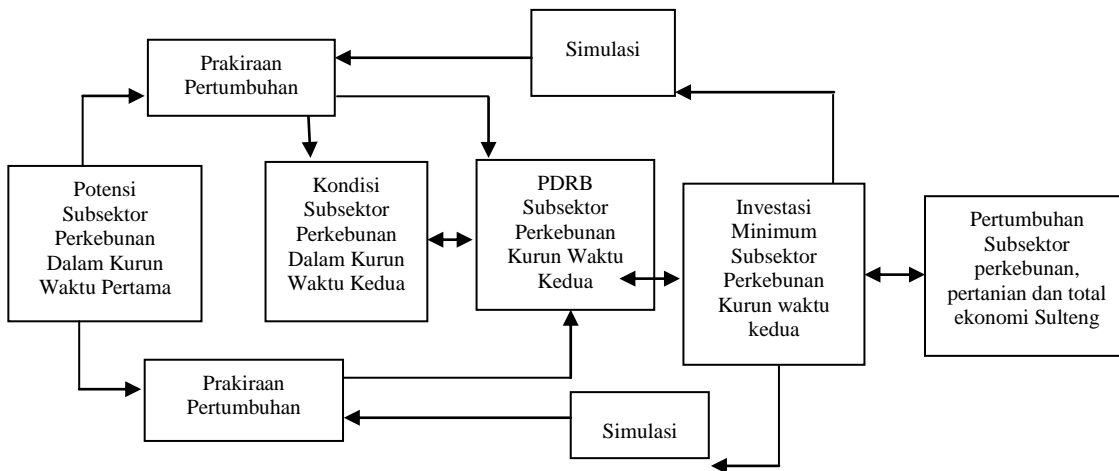 Simulasi
Prakiraan
Pertumbuhan
Potensi
Subsektor
Perkebunan
Dalam Kurun
Waktu Pertama
Kondisi
Subsektor
Perkebunan
Dalam Kurun
Waktu Kedua
PDRB
Subsektor
Perkebunan
Kurun Waktu
Kedua
Investasi
Minimum
Subsektor
Perkebunan
Kurun waktu
kedua
Pertumbuhan
Subsektor
perkebunan,
pertanian dan total
ekonomi Sulteng
Prakiraan
Pertumbuhan
Simulasi